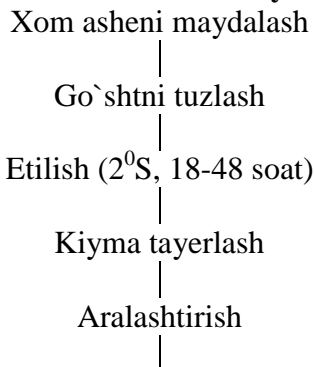 Xom asheni maydalash
Go`shtni tuzlash
Etilish (2⁰S, 18-48 soat)
Kiyma tayerlash
Aralashtirish